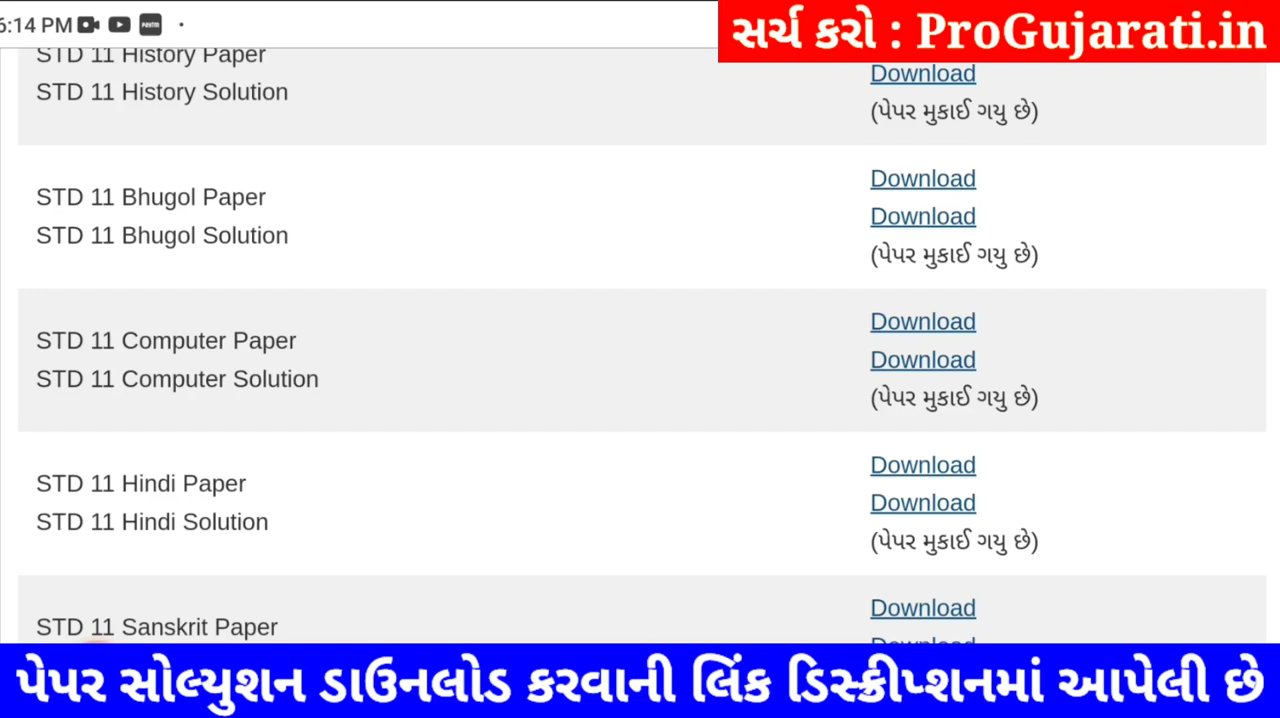 6:14 PM
સર્ચ કરો : ProGujarati.in
STD 11 History Paper
Download
STD 11 History Solution
(પેપર મુકાઈ ગયુ છે)
STD 11 Bhugol Paper
Download
STD 11 Bhugol Solution
Download
(પેપર મુકાઈ ગયુ છે)
STD 11 Computer Paper
Download
STD 11 Computer Solution
Download
(પેપર મુકાઈ ગયુ છે)
STD 11 Hindi Paper
Download
STD 11 Hindi Solution
Download
(પેપર મુકાઈ ગયુ છે)
STD 11 Sanskrit Paper
Download
Download
પેપર સોલ્યુશન ડાઉનલોડ કરવાની લિંક ડિસ્ક્રીપ્શનમાં આપેલી છે